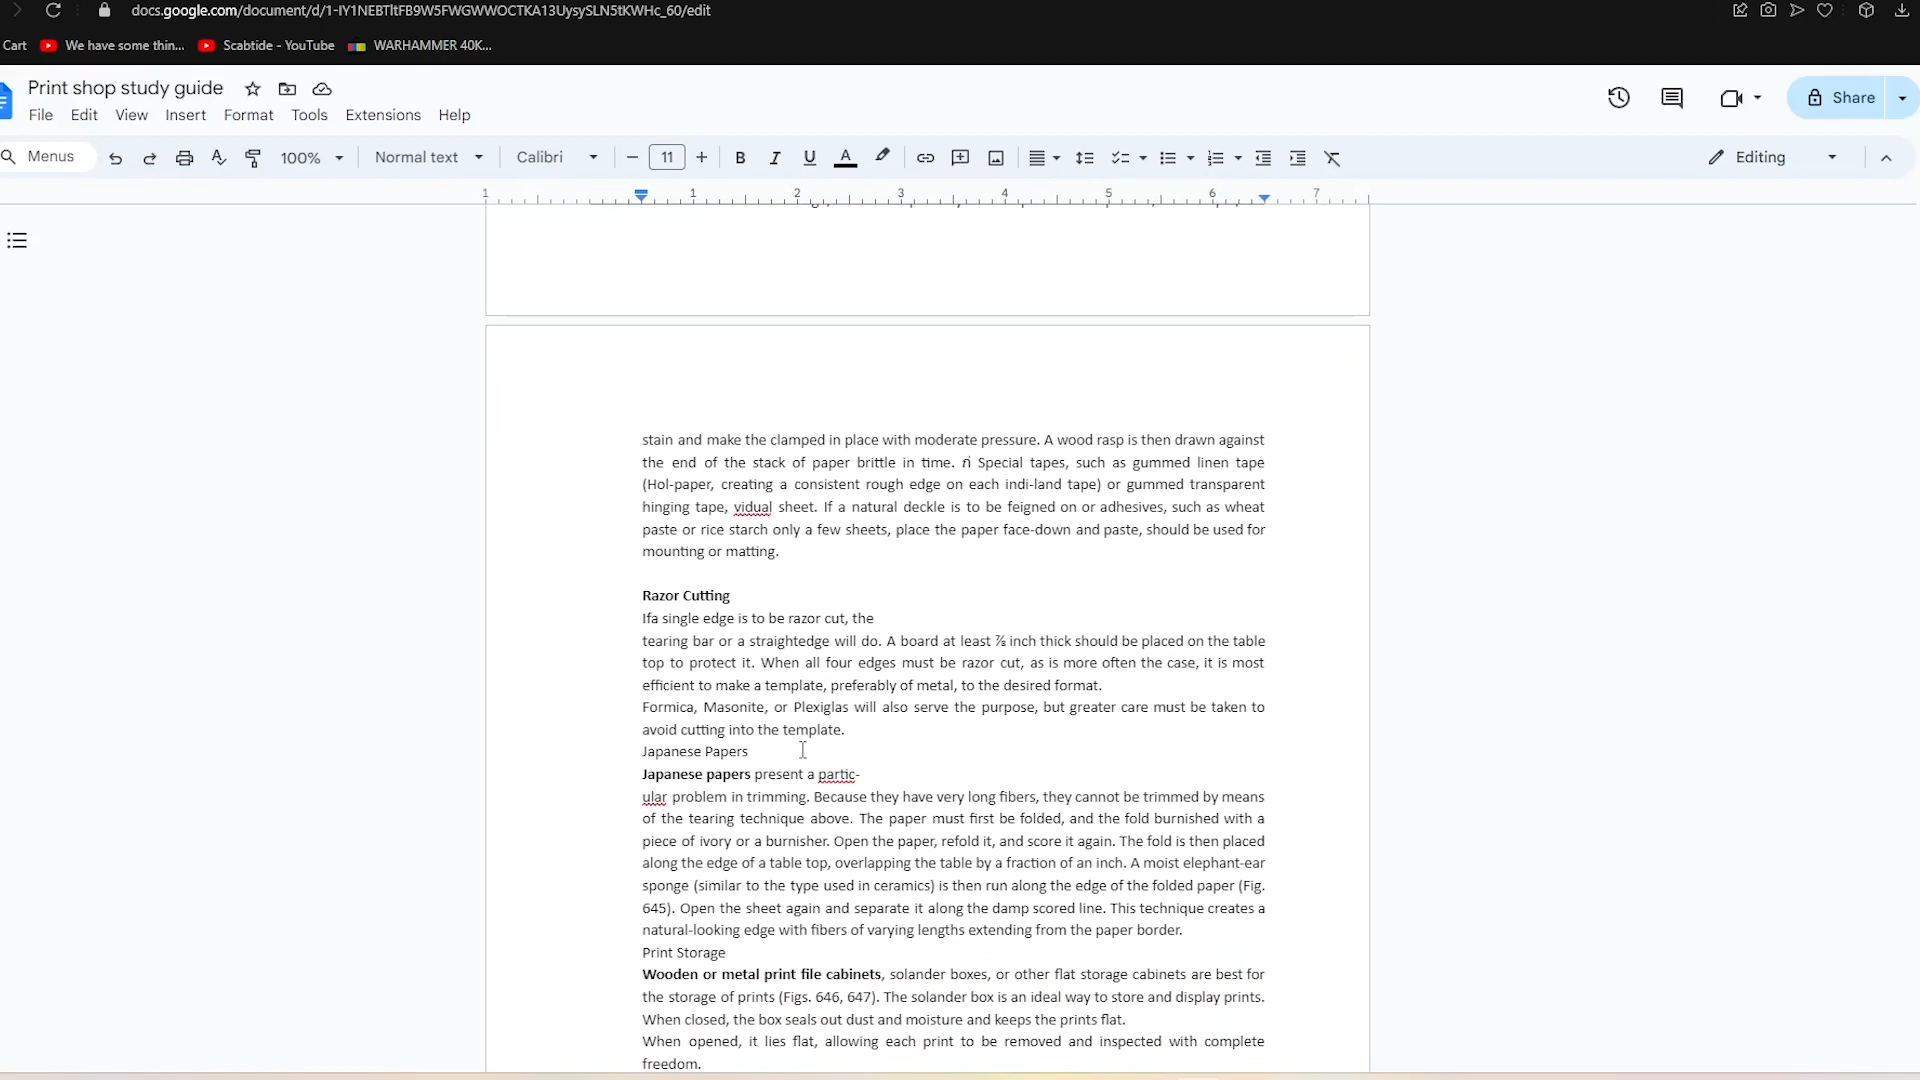 docs.google.com/document/d/1-IY1NEBTltFB9W5FWGWWOCTKA13UysySLN5tKWHc_60/edit
Cart We have some thin... Scabtide - YouTube WARHAMMER 40K...
Print shop study guide
File Edit View Insert Format Tools Extensions Help
Share
Menus 100% Normal text Calibri 11 Editing
1 1 2 3 4 5 6 7
stain and make the clamped in place with moderate pressure. A wood rasp is then drawn against
the end of the stack of paper brittle in time. Special tapes, such as gummed linen tape
(Hol-paper, creating a consistent rough edge on each indi-land tape) or gummed transparent
hinging tape, vidual sheet. If a natural deckle is to be feigned on or adhesives, such as wheat
paste or rice starch only a few sheets, place the paper face-down and paste, should be used for
mounting or matting.
Razor Cutting
Ifa single edge is to be razor cut, the
tearing bar or a straightedge will do. A board at least ⅞ inch thick should be placed on the table
top to protect it. When all four edges must be razor cut, as is more often the case, it is most
efficient to make a template, preferably of metal, to the desired format.
Formica, Masonite, or Plexiglas will also serve the purpose, but greater care must be taken to
avoid cutting into the template.
Japanese Papers
Japanese papers present a partic-
ular problem in trimming. Because they have very long fibers, they cannot be trimmed by means
of the tearing technique above. The paper must first be folded, and the fold burnished with a
piece of ivory or a burnisher. Open the paper, refold it, and score it again. The fold is then placed
along the edge of a table top, overlapping the table by a fraction of an inch. A moist elephant-ear
sponge (similar to the type used in ceramics) is then run along the edge of the folded paper (Fig.
645). Open the sheet again and separate it along the damp scored line. This technique creates a
natural-looking edge with fibers of varying lengths extending from the paper border.
Print Storage
Wooden or metal print file cabinets, solander boxes, or other flat storage cabinets are best for
the storage of prints (Figs. 646, 647). The solander box is an ideal way to store and display prints.
When closed, the box seals out dust and moisture and keeps the prints flat.
When opened, it lies flat, allowing each print to be removed and inspected with complete
freedom.